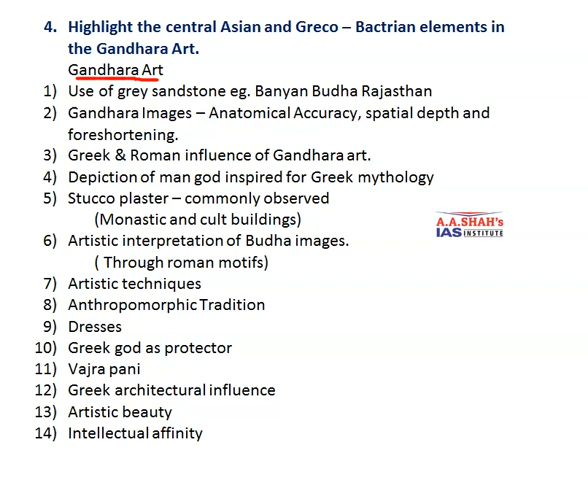 4. Highlight the central Asian and Greco – Bactrian elements in
the Gandhara Art.
Gandhara Art
1) Use of grey sandstone eg. Banyan Budha Rajasthan
2) Gandhara Images – Anatomical Accuracy, spatial depth and
foreshortening.
3) Greek & Roman influence of Gandhara art.
4) Depiction of man god inspired for Greek mythology
5) Stucco plaster – commonly observed
(Monastic and cult buildings)
A.A.SHAH's
IAS INSTITUTE
6) Artistic interpretation of Budha images.
( Through roman motifs)
7) Artistic techniques
8) Anthropomorphic Tradition
9) Dresses
10) Greek god as protector
11) Vajra pani
12) Greek architectural influence
13) Artistic beauty
14) Intellectual affinity